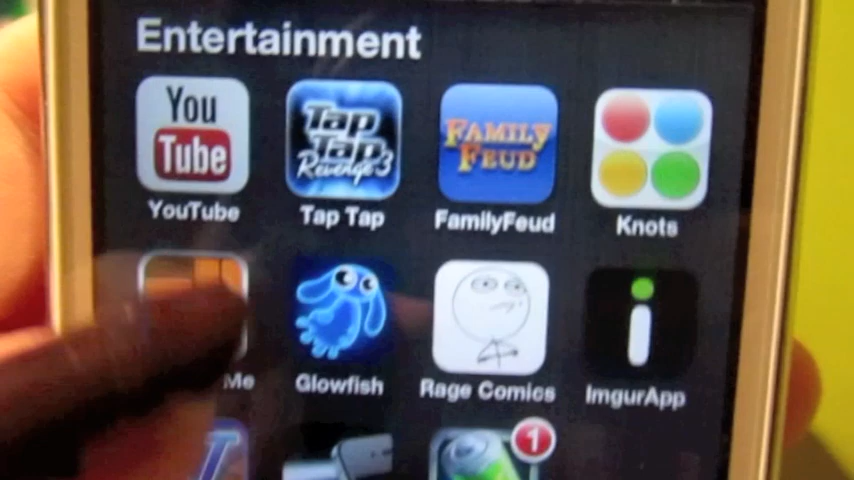 Entertainment
You
Tube
Tap
Tap
Revenge 3
FAMILY
FEUD
YouTube
Tap Tap
FamilyFeud
Knots
i
Me
Glowfish
Rage Comics
ImgurApp
1